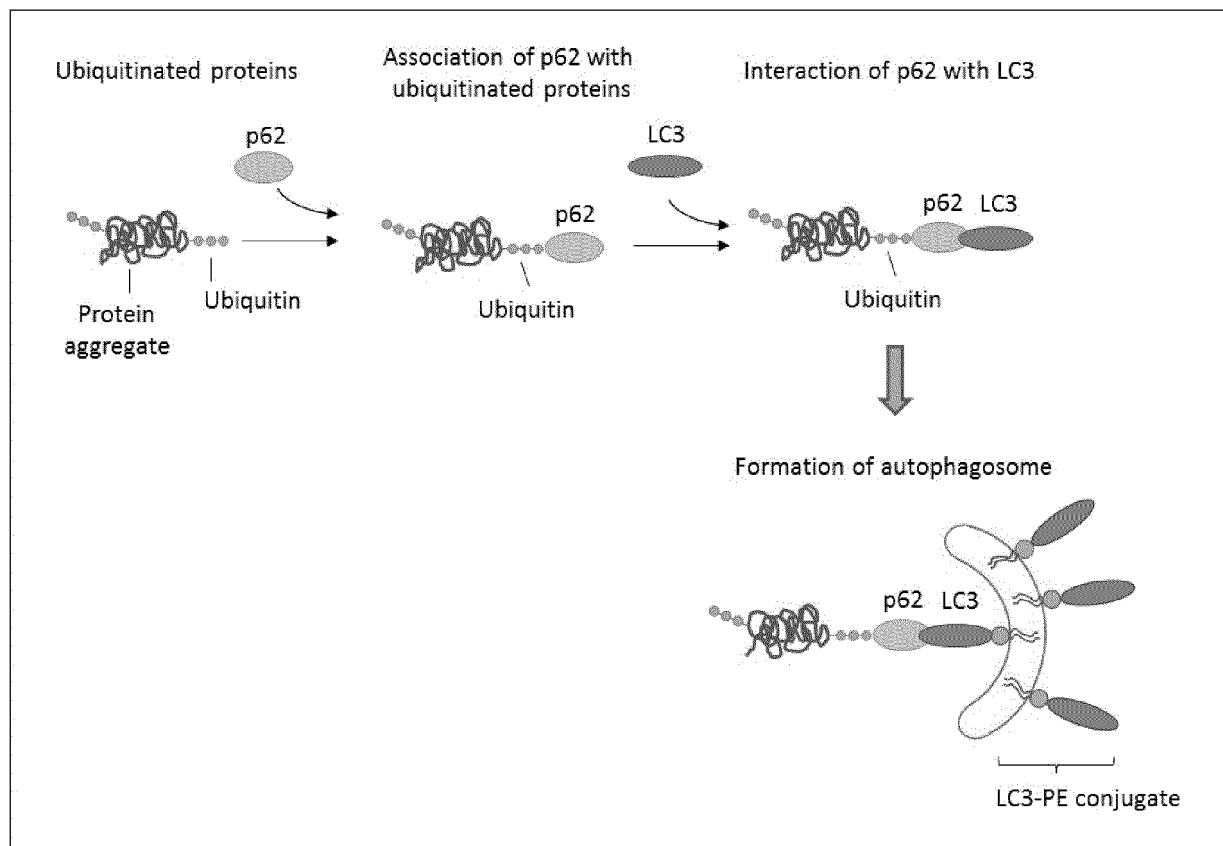 Ubiquitinated proteins
Association of p62 with
ubiquitinated proteins
Interaction of p62 with LC3
p62
LC3
p62
p62 LC3
Ubiquitin
Protein
aggregate
Ubiquitin
Ubiquitin
Formation of autophagosome
p62 LC3
LC3-PE conjugate